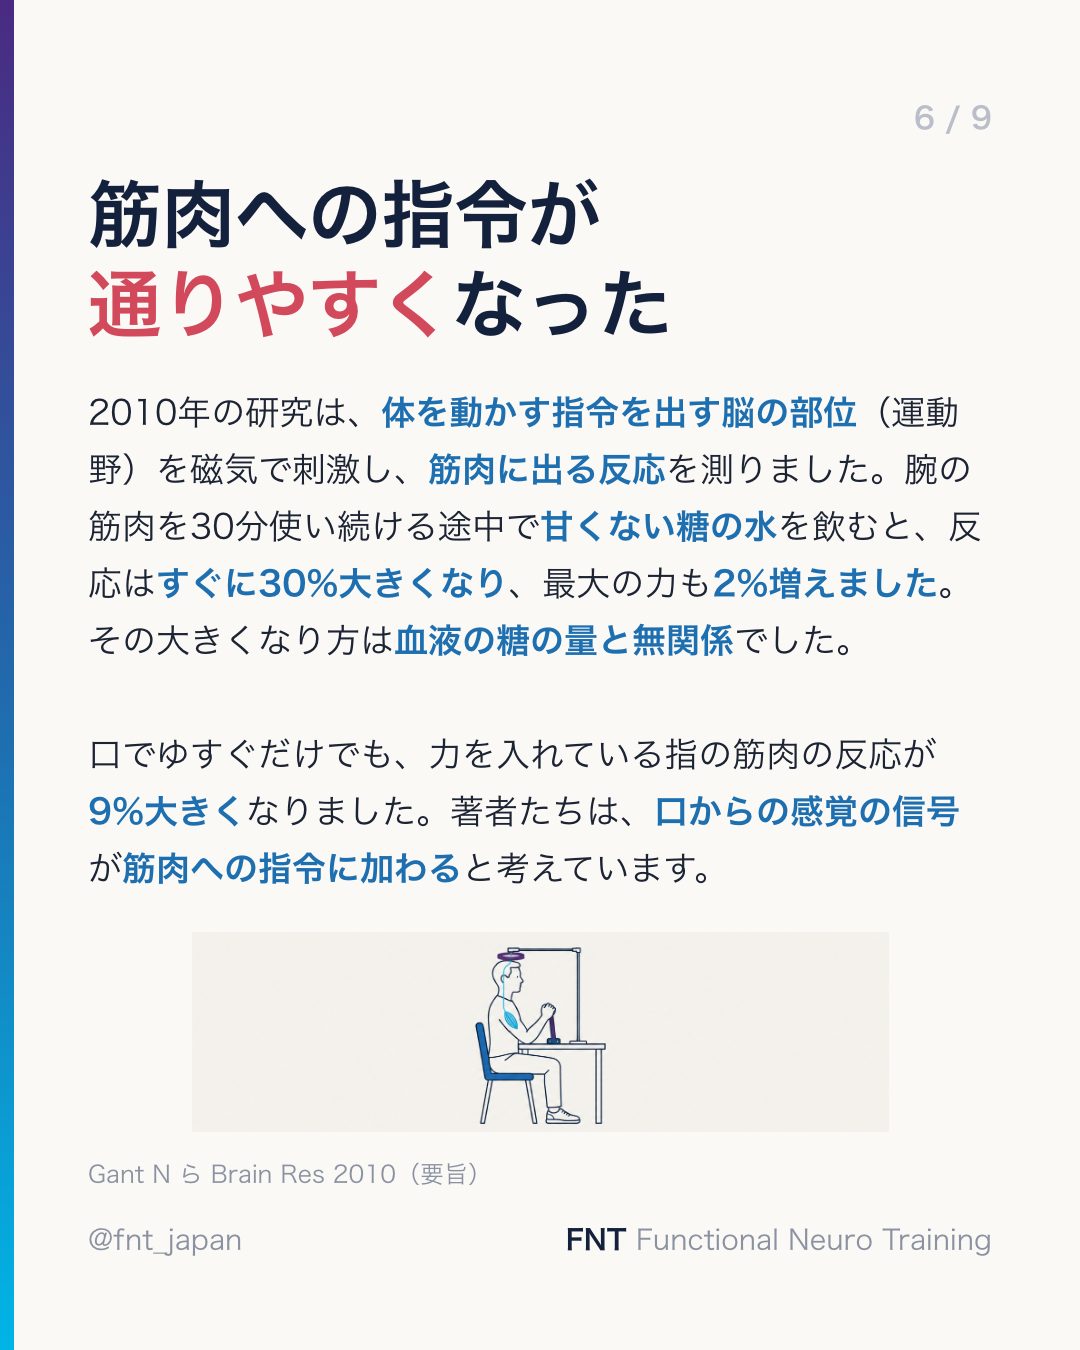 6 / 9
筋肉への指令が
通りやすくなった
2010年の研究は、体を動かす指令を出す脳の部位（運動
野）を磁気で刺激し、筋肉に出る反応を測りました。腕の
筋肉を30分使い続ける途中で甘くない糖の水を飲むと、反
応はすぐに30%大きくなり、最大の力も2%増えました。
その大きくなり方は血液の糖の量と無関係でした。
口でゆすぐだけでも、力を入れている指の筋肉の反応が
9%大きくなりました。著者たちは、口からの感覚の信号
が筋肉への指令に加わると考えています。
Gant N ら Brain Res 2010（要旨）
@fnt_japan
FNT Functional Neuro Training